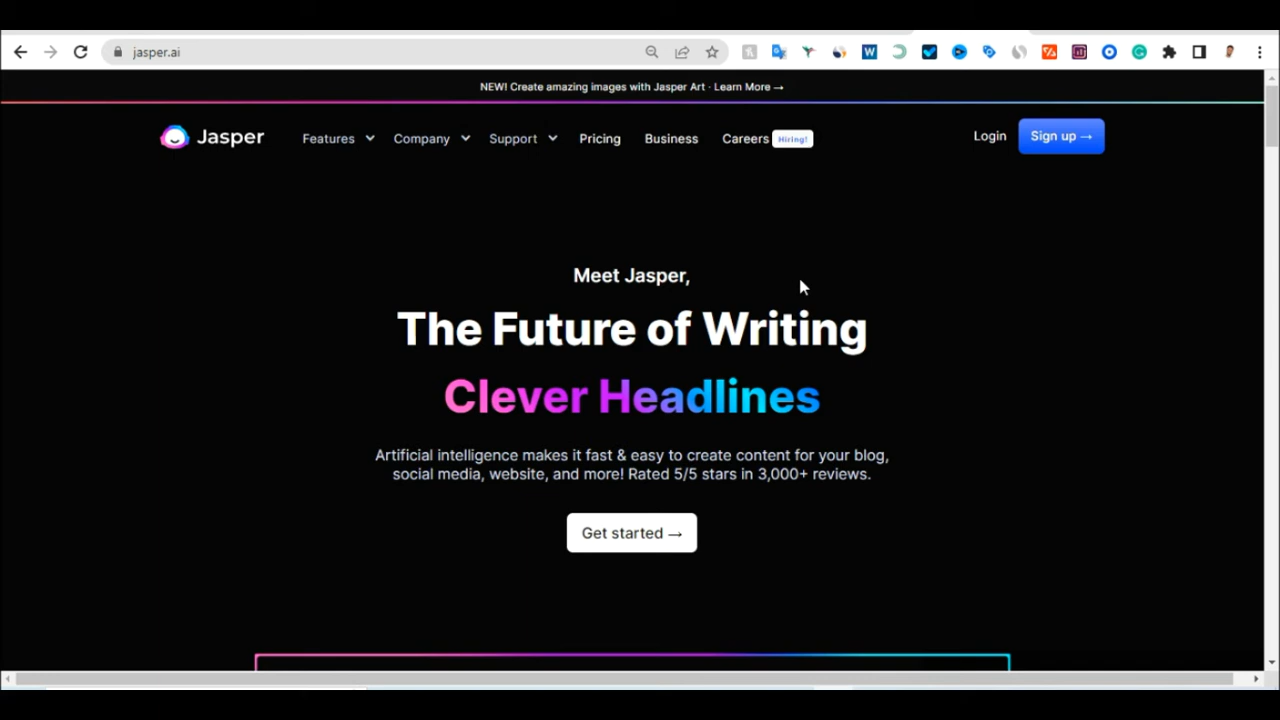 jasper.ai
NEW! Create amazing images with Jasper Art · Learn More →
Jasper
Features
Company
Support
Pricing
Business
Careers
Hiring!
Login
Sign up →
Meet Jasper,
The Future of Writing
Clever Headlines
Artificial intelligence makes it fast & easy to create content for your blog,
social media, website, and more! Rated 5/5 stars in 3,000+ reviews.
Get started →